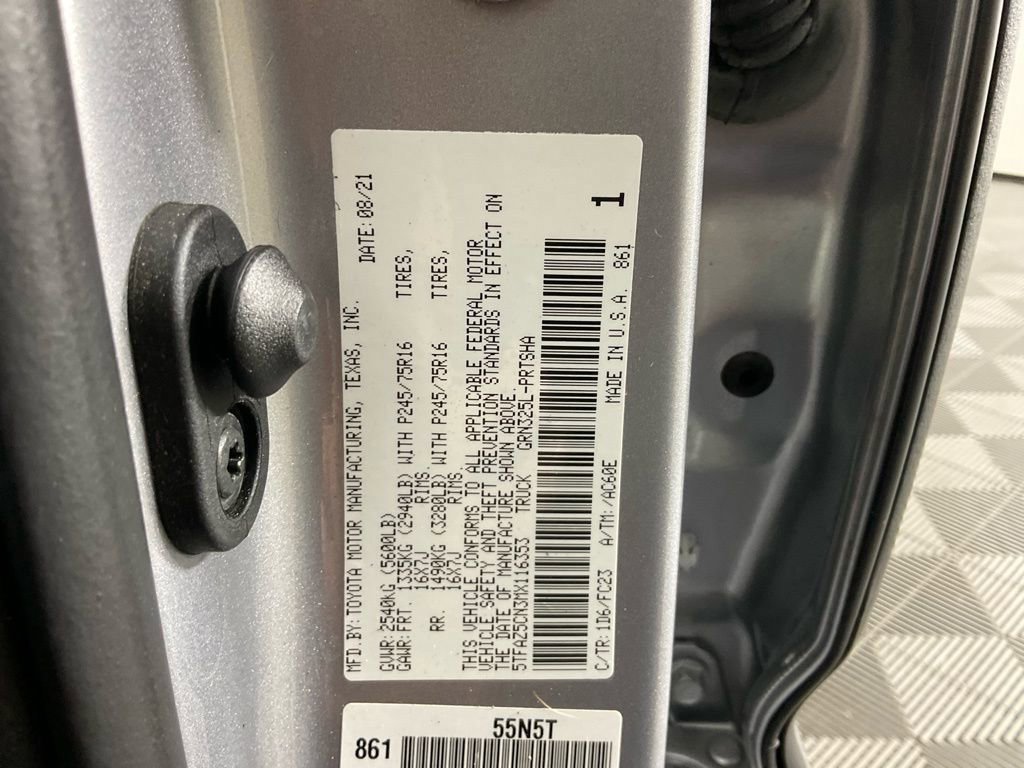 MFD.BY:TOYOTA MOTOR MANUFACTURING, TEXAS, INC. DATE:08/21
GVWR:2540KG (5600LB)
GAWR:FRT. 1335KG (2940LB) WITH P245/75R16 TIRES,
16X7J RIMS.
RR. 1490KG (3280LB) WITH P245/75R16 TIRES,
16X7J RIMS.
THIS VEHICLE CONFORMS TO ALL APPLICABLE FEDERAL MOTOR
VEHICLE SAFETY AND THEFT PREVENTION STANDARDS IN EFFECT ON
THE DATE OF MANUFACTURE SHOWN ABOVE.
5TFAZ5CN3MX116353 TRUCK GRN325L-PRTSHA
1
C/TR:1D6/FC23 A/TM:/AC60E MADE IN U.S.A. 861
55N5T
861